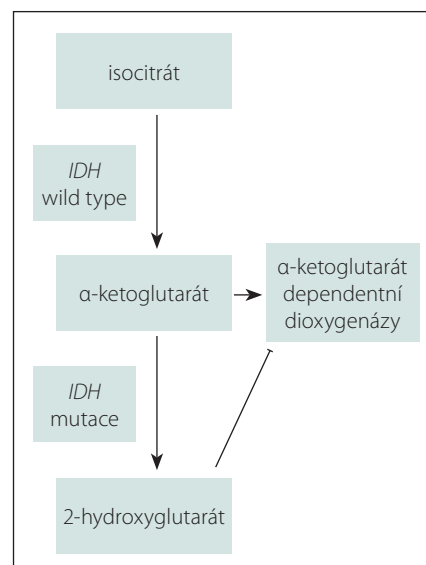 isocitrát
IDH
wild type
α-ketoglutarát
α-ketoglutarát
dependentní
dioxygenázy
IDH
mutace
2-hydroxyglutarát